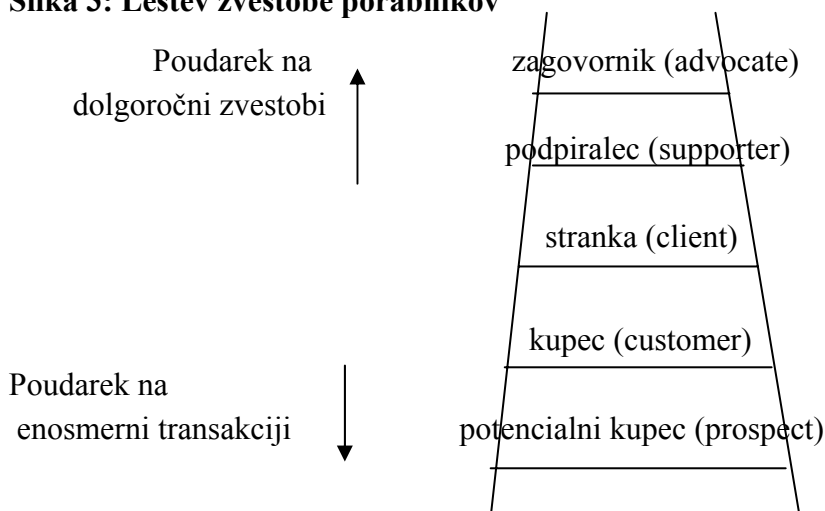 Slika 5: Lestev zvestobe porabnikov
Poudarek na
dolgoročni zvestobi
zagovornik (advocate)
podpiralec (supporter)
stranka (client)
kupec (customer)
Poudarek na
enosmerni transakciji
potencialni kupec (prospect)